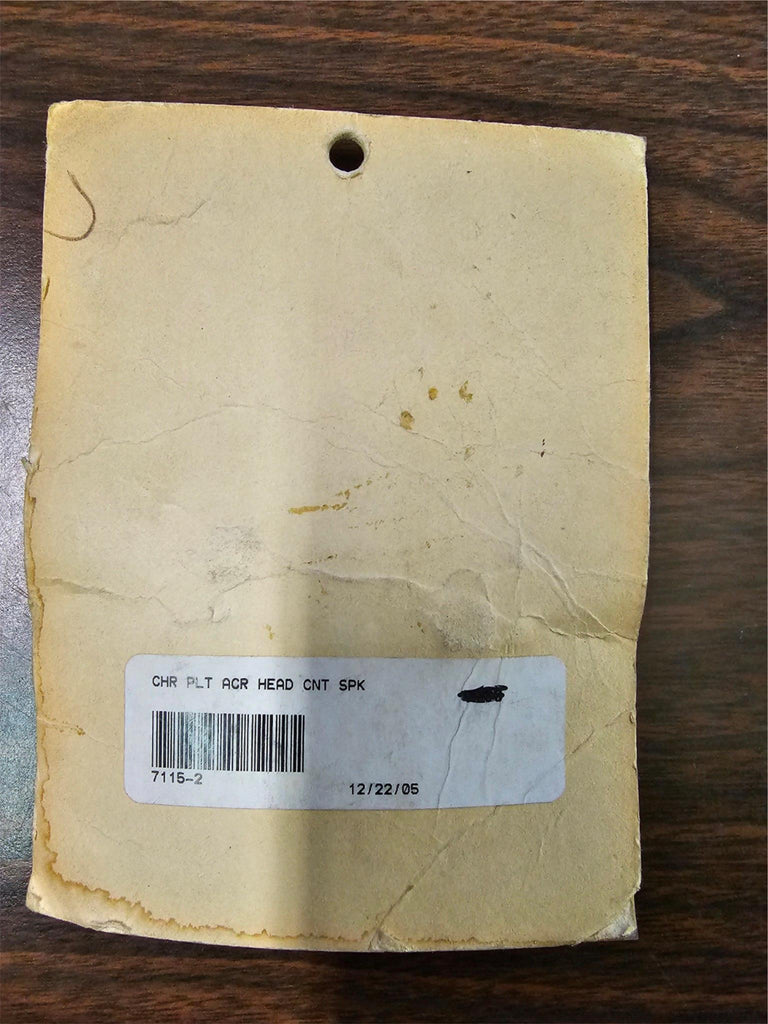 CHR PLT ACR HEAD CNT SPK
7115-2
12/22/05